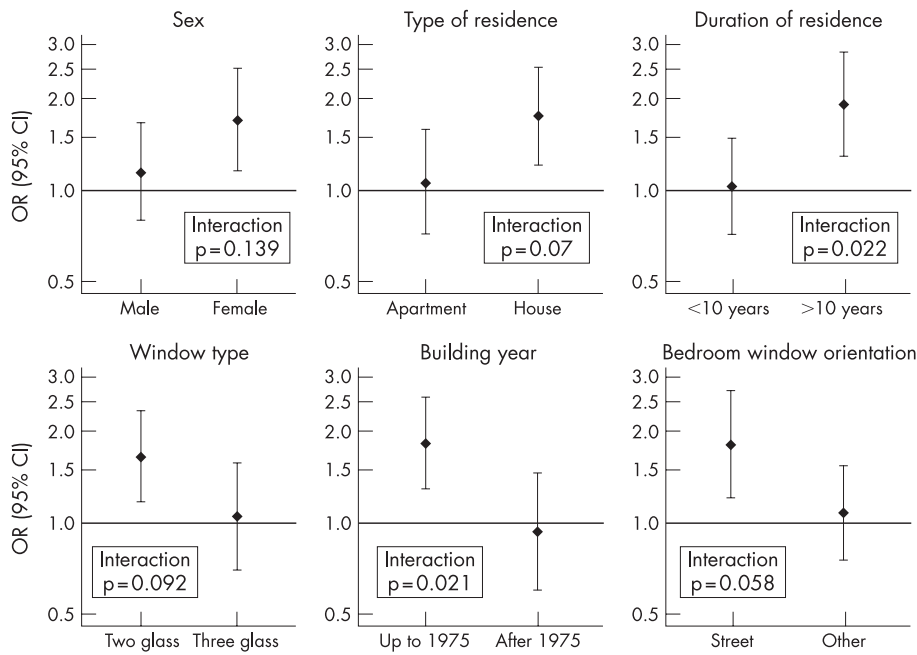 Sex
OR (95% CI)
3.0
2.5
2.0
1.5
1.0
0.5
Interaction
p=0.139
Male Female
Type of residence
3.0
2.5
2.0
1.5
1.0
0.5
Interaction
p=0.07
Apartment House
Duration of residence
3.0
2.5
2.0
1.5
1.0
0.5
Interaction
p=0.022
<10 years >10 years
Window type
OR (95% CI)
3.0
2.5
2.0
1.5
1.0
0.5
Interaction
p=0.092
Two glass Three glass
Building year
3.0
2.5
2.0
1.5
1.0
0.5
Interaction
p=0.021
Up to 1975 After 1975
Bedroom window orientation
3.0
2.5
2.0
1.5
1.0
0.5
Interaction
p=0.058
Street Other